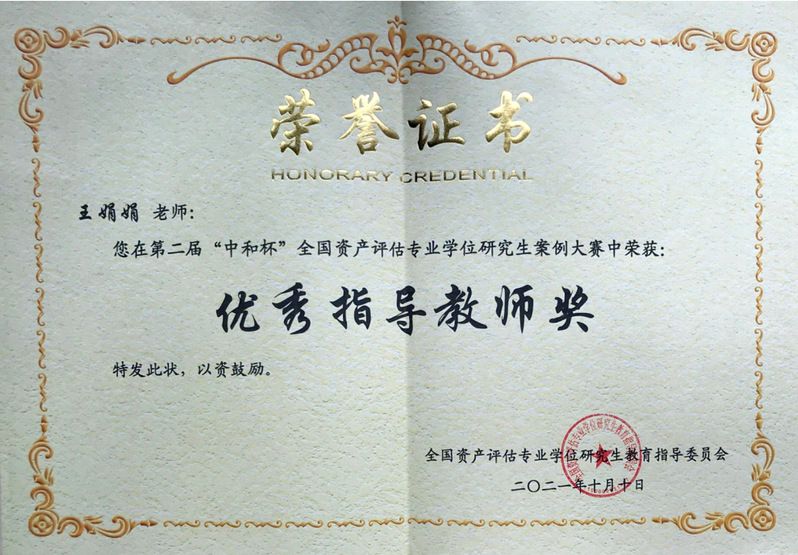 荣誉证书
HONORARY CREDENTIAL
王娟娟 老师：
您在第二届“中和杯”全国资产评估专业学位研究生案例大赛中荣获：
优秀指导教师奖
特发此状，以资鼓励。
全国资产评估专业学位研究生教育指导委员会
二〇二一年十月十日